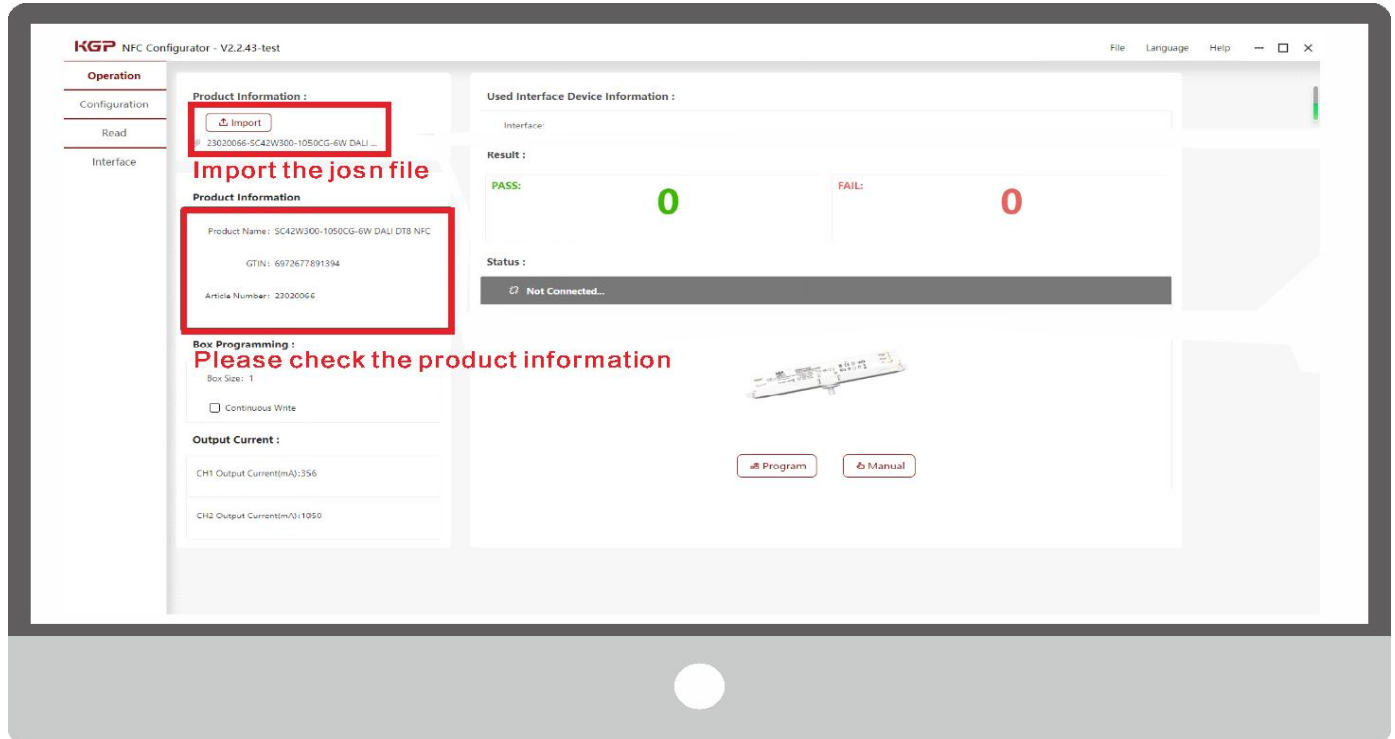 KGP NFC Configurator - V2.2.43-test
File Language Help
Operation
Configuration
Read
Interface
Product Information :
Import
23020066-SC42W300-1050CG-6W DALI ...
Import the josn file
Product Information
Product Name: SC42W300-1050CG-6W DALI DT8 NFC
GTIN: 6972677891394
Article Number: 23020066
Box Programming :
Please check the product information
Box Size: 1
Continuous Write
Output Current :
CH1 Output Current(mA):356
CH2 Output Current(mA):1050
Used Interface Device Information :
Interface:
Result :
PASS:
0
FAIL:
0
Status :
Not Connected...
Program
Manual